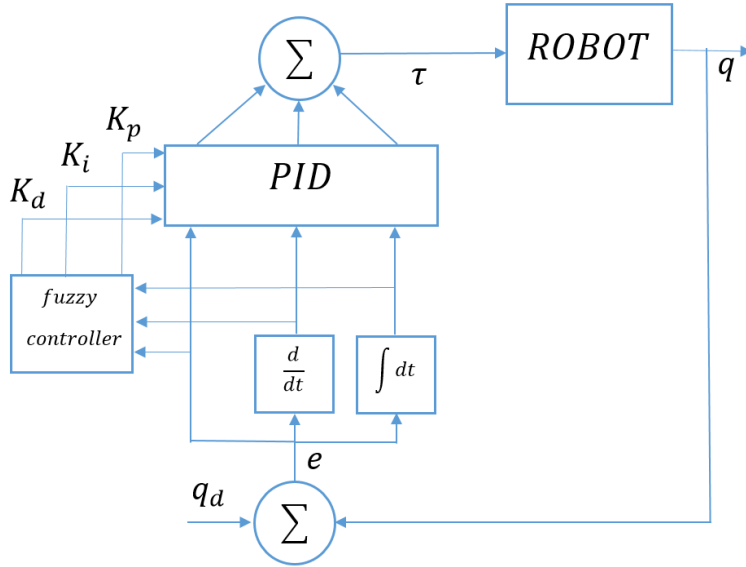 ∑
τ
ROBOT
q
K_p
K_i
K_d
PID
fuzzy
controller
d/dt
∫ dt
e
q_d
∑